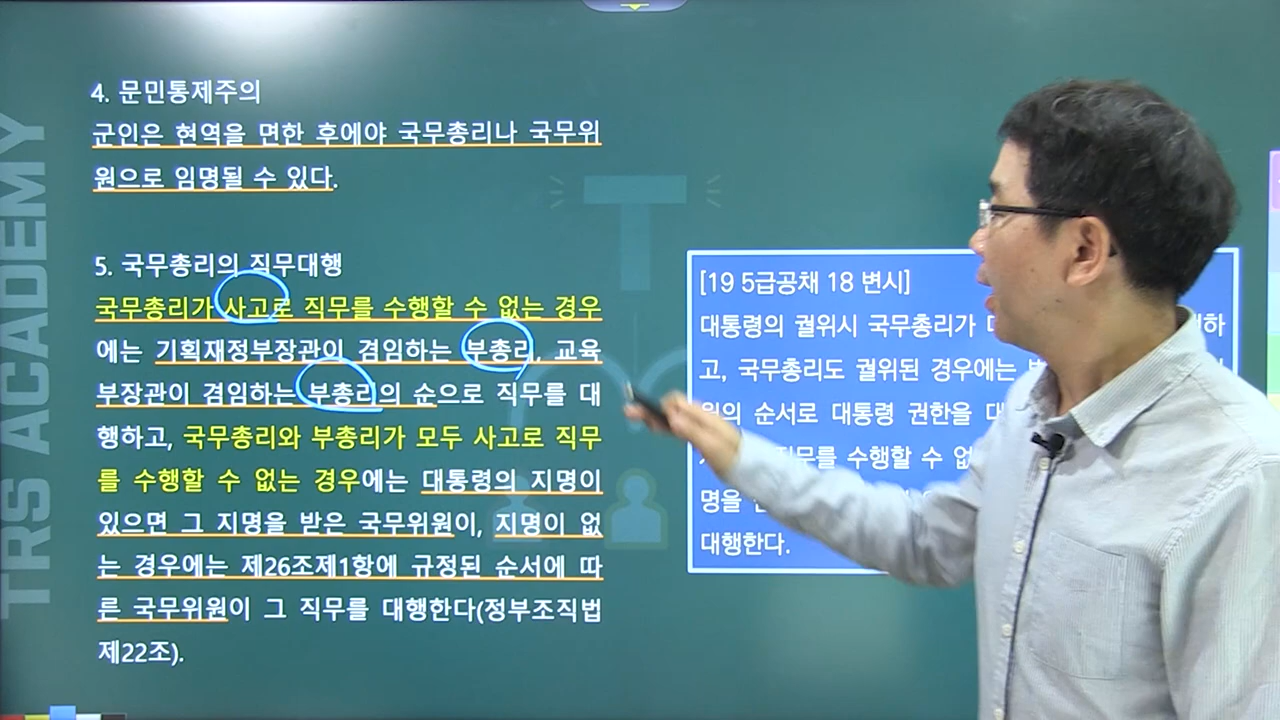 TRS ACADEMY
4. 문민통제주의
군인은 현역을 면한 후에야 국무총리나 국무위
원으로 임명될 수 있다.
5. 국무총리의 직무대행
국무총리가 사고로 직무를 수행할 수 없는 경우
에는 기획재정부장관이 겸임하는 부총리, 교육
부장관이 겸임하는 부총리의 순으로 직무를 대
행하고, 국무총리와 부총리가 모두 사고로 직무
를 수행할 수 없는 경우에는 대통령의 지명이
있으면 그 지명을 받은 국무위원이, 지명이 없
는 경우에는 제26조제1항에 규정된 순서에 따
른 국무위원이 그 직무를 대행한다(정부조직법
제22조).
[19 5급공채 18 변시]
대통령의 궐위시 국무총리가
고, 국무총리도 궐위된 경우에는
순서로 대통령 권한을
직무를 수행할 수
명을
대행한다.